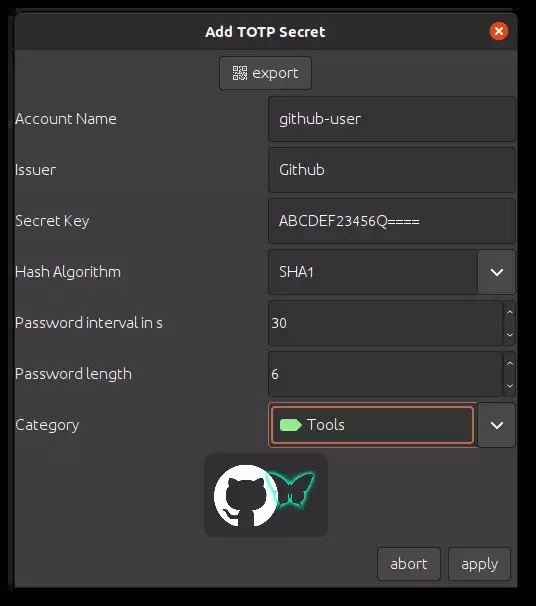 Add TOTP Secret
export
Account Name github-user
Issuer Github
Secret Key ABCDEF23456Q====
Hash Algorithm SHA1
Password interval in s 30
Password length 6
Category Tools
abort apply